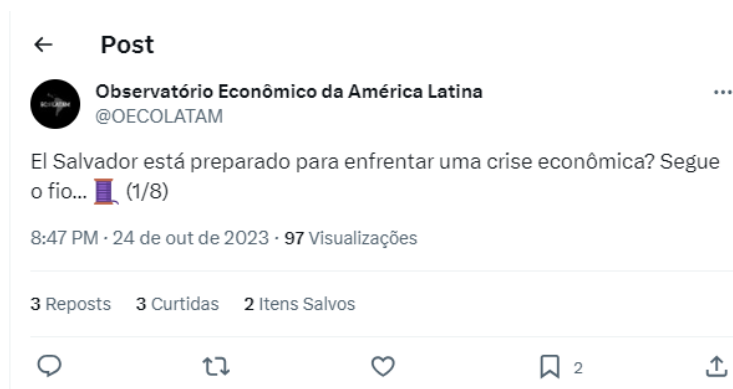 Post
Observatório Econômico da América Latina
@OECOLATAM
El Salvador está preparado para enfrentar uma crise econômica? Segue
o fio... 🧵 (1/8)
8:47 PM · 24 de out de 2023 · 97 Visualizações
3 Reposts 3 Curtidas 2 Itens Salvos
2